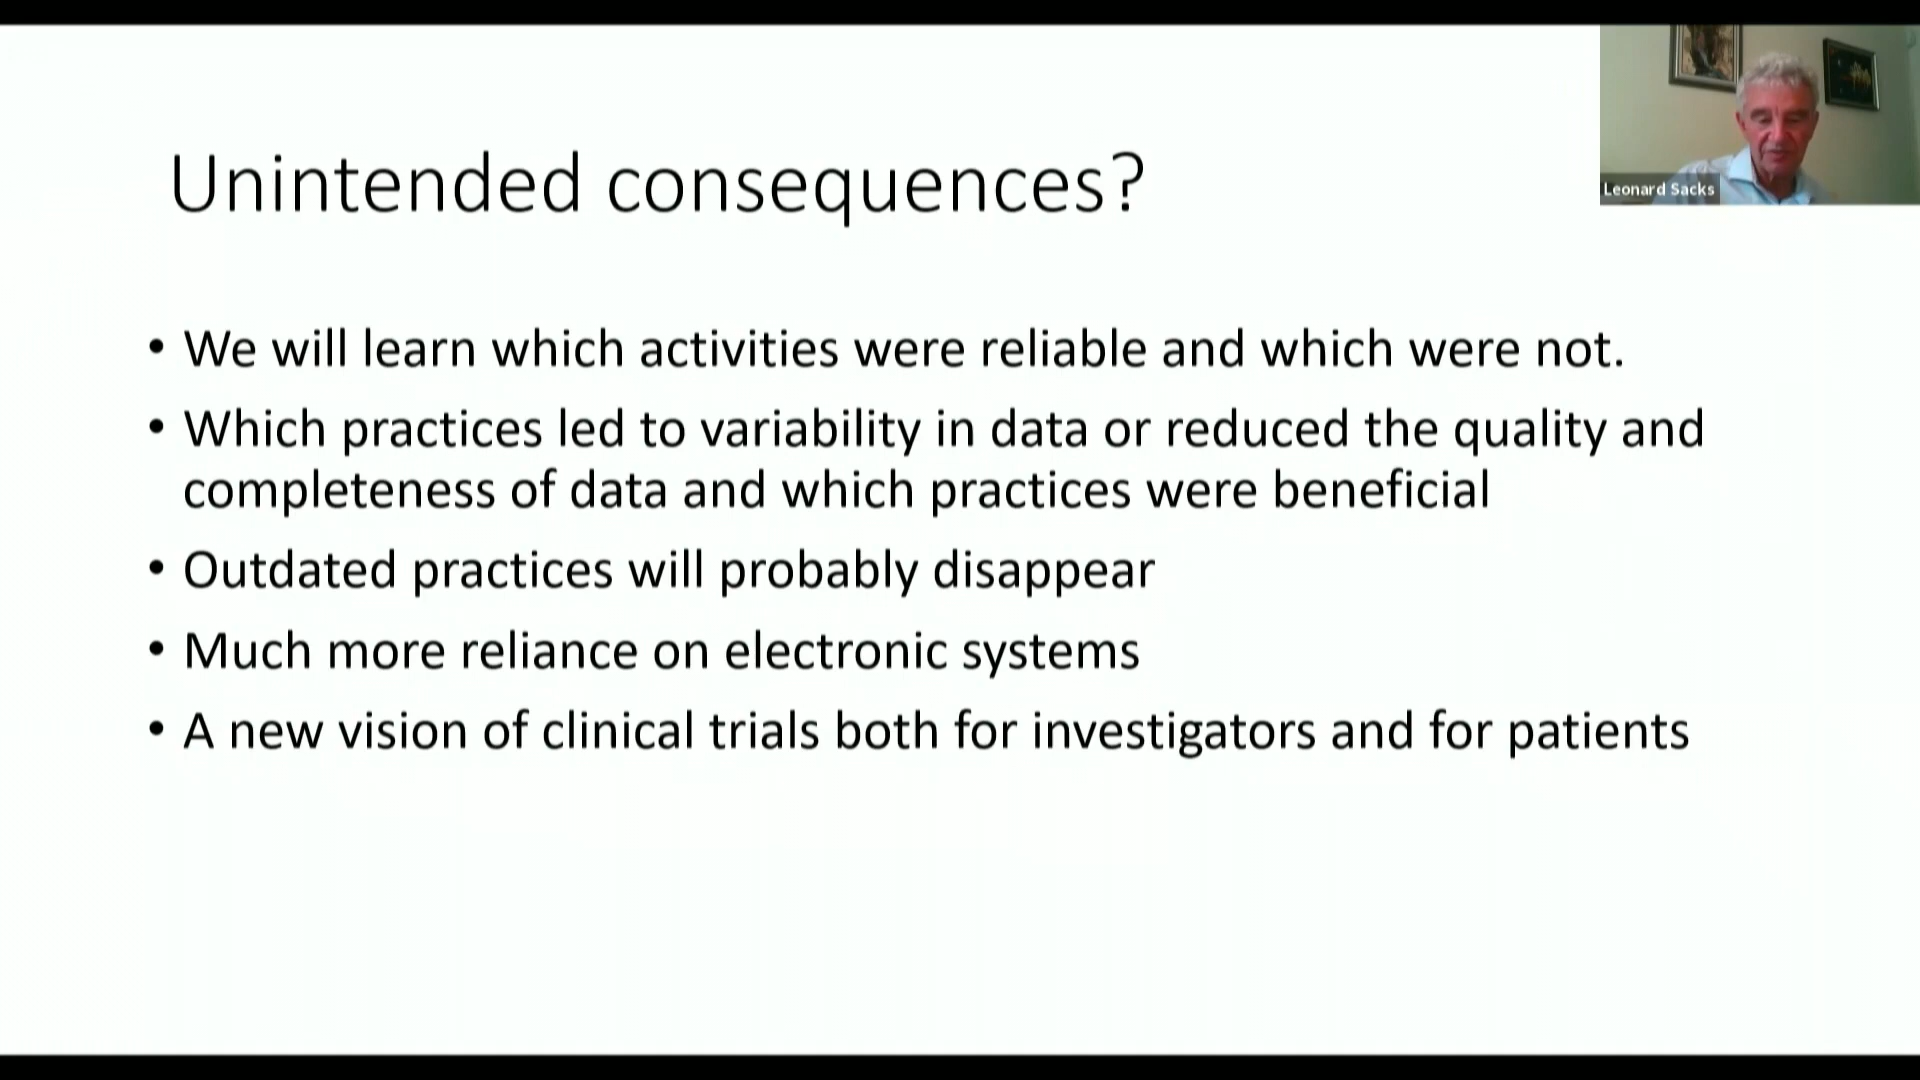 Unintended consequences?
Leonard Sacks
• We will learn which activities were reliable and which were not.
• Which practices led to variability in data or reduced the quality and
completeness of data and which practices were beneficial
• Outdated practices will probably disappear
• Much more reliance on electronic systems
• A new vision of clinical trials both for investigators and for patients